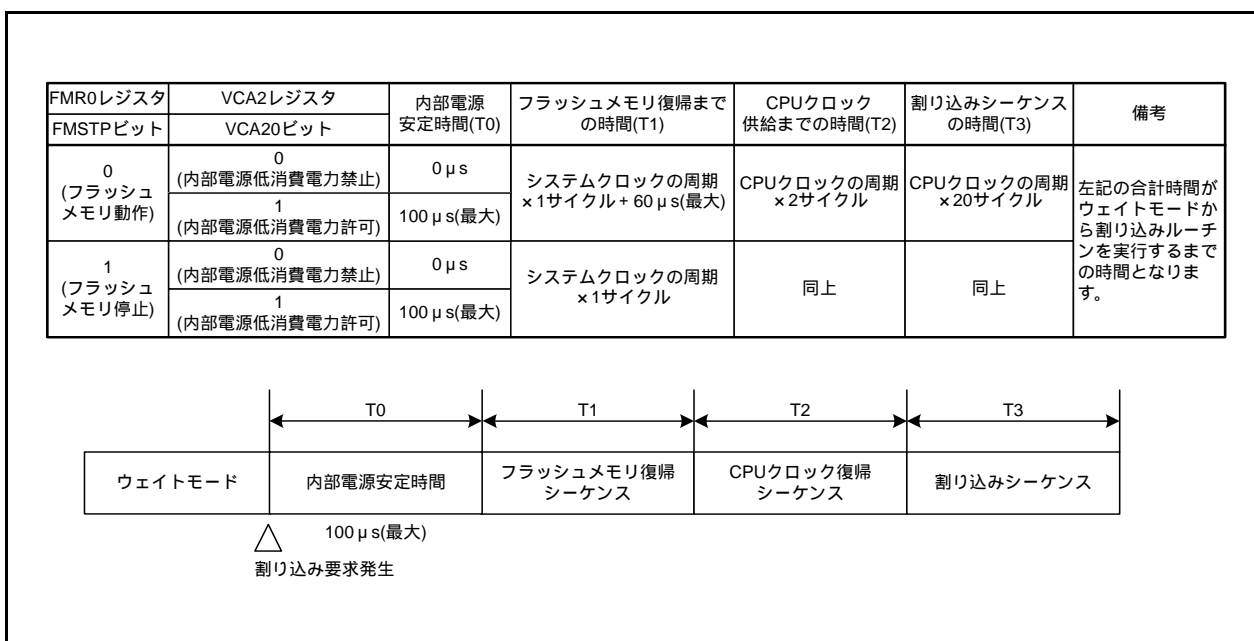 FMR0レジスタ
FMSTPビット
VCA2レジスタ
VCA20ビット
内部電源
安定時間(T0)
フラッシュメモリ復帰まで
の時間(T1)
CPUクロック
供給までの時間(T2)
割り込みシーケンス
の時間(T3)
備考
0
(フラッシュ
メモリ動作)
0
(内部電源低消費電力禁止)
0μs
1
(内部電源低消費電力許可)
100μs(最大)
システムクロックの周期
×1サイクル+60μs(最大)
CPUクロックの周期
×2サイクル
CPUクロックの周期
×20サイクル
左記の合計時間が
ウェイトモードか
ら割り込みルーチ
ンを実行するまで
の時間となりま
す。
1
(フラッシュ
メモリ停止)
0
(内部電源低消費電力禁止)
0μs
1
(内部電源低消費電力許可)
100μs(最大)
システムクロックの周期
×1サイクル
同上
同上
T0
T1
T2
T3
ウェイトモード
内部電源安定時間
フラッシュメモリ復帰
シーケンス
CPUクロック復帰
シーケンス
割り込みシーケンス
100μs(最大)
割り込み要求発生